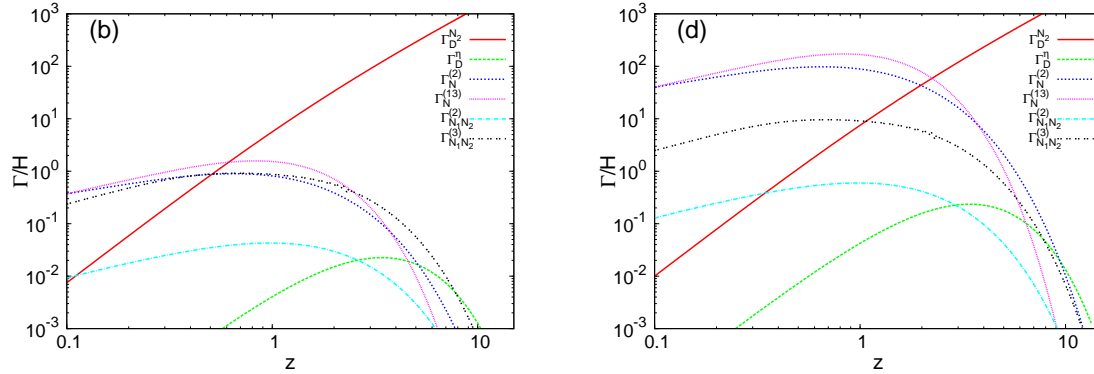 (b)
Γ/H
10^3
10^2
10^1
10^0
10^-1
10^-2
10^-3
0.1
1
10
z
Γ_D^{N_2}
Γ_D^η
Γ_N^{(2)}
Γ_N^{(13)}
Γ_{N_1N_2}^{(2)}
Γ_{N_1N_2}^{(3)}
(d)
Γ/H
10^3
10^2
10^1
10^0
10^-1
10^-2
10^-3
0.1
1
10
z
Γ_D^{N_2}
Γ_D^η
Γ_N^{(2)}
Γ_N^{(13)}
Γ_{N_1N_2}^{(2)}
Γ_{N_1N_2}^{(3)}